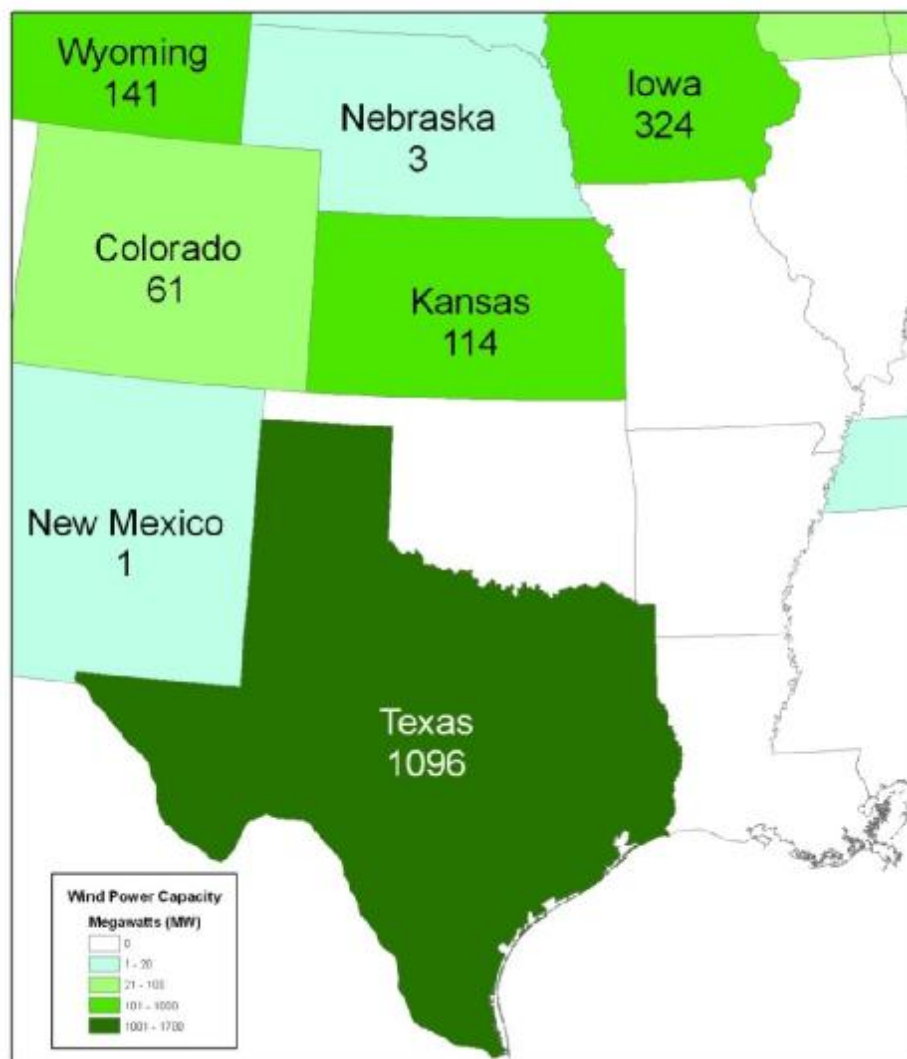 Wyoming
141
Nebraska
3
Iowa
324
Colorado
61
Kansas
114
New Mexico
1
Texas
1096
Wind Power Capacity
Megawatts (MW)
0
1 - 20
21 - 100
101 - 1000
1001 - 1700